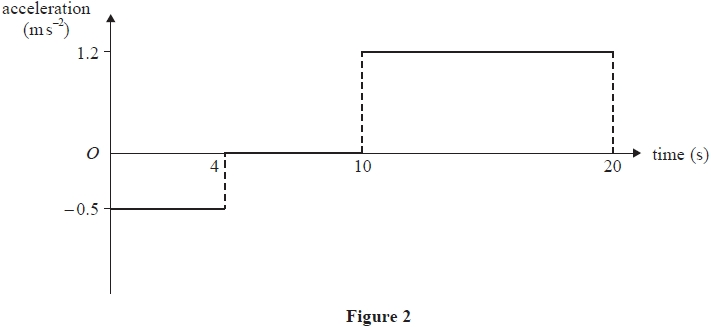 acceleration
(m s⁻²)
1.2
O
4
10
20
time (s)
−0.5
Figure 2